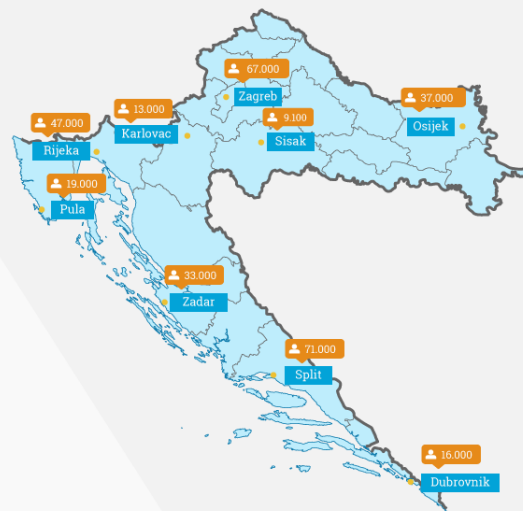 67.000
Zagreb
37.000
Osijek
13.000
Karlovac
9.100
Sisak
47.000
Rijeka
19.000
Pula
33.000
Zadar
71.000
Split
16.000
Dubrovnik